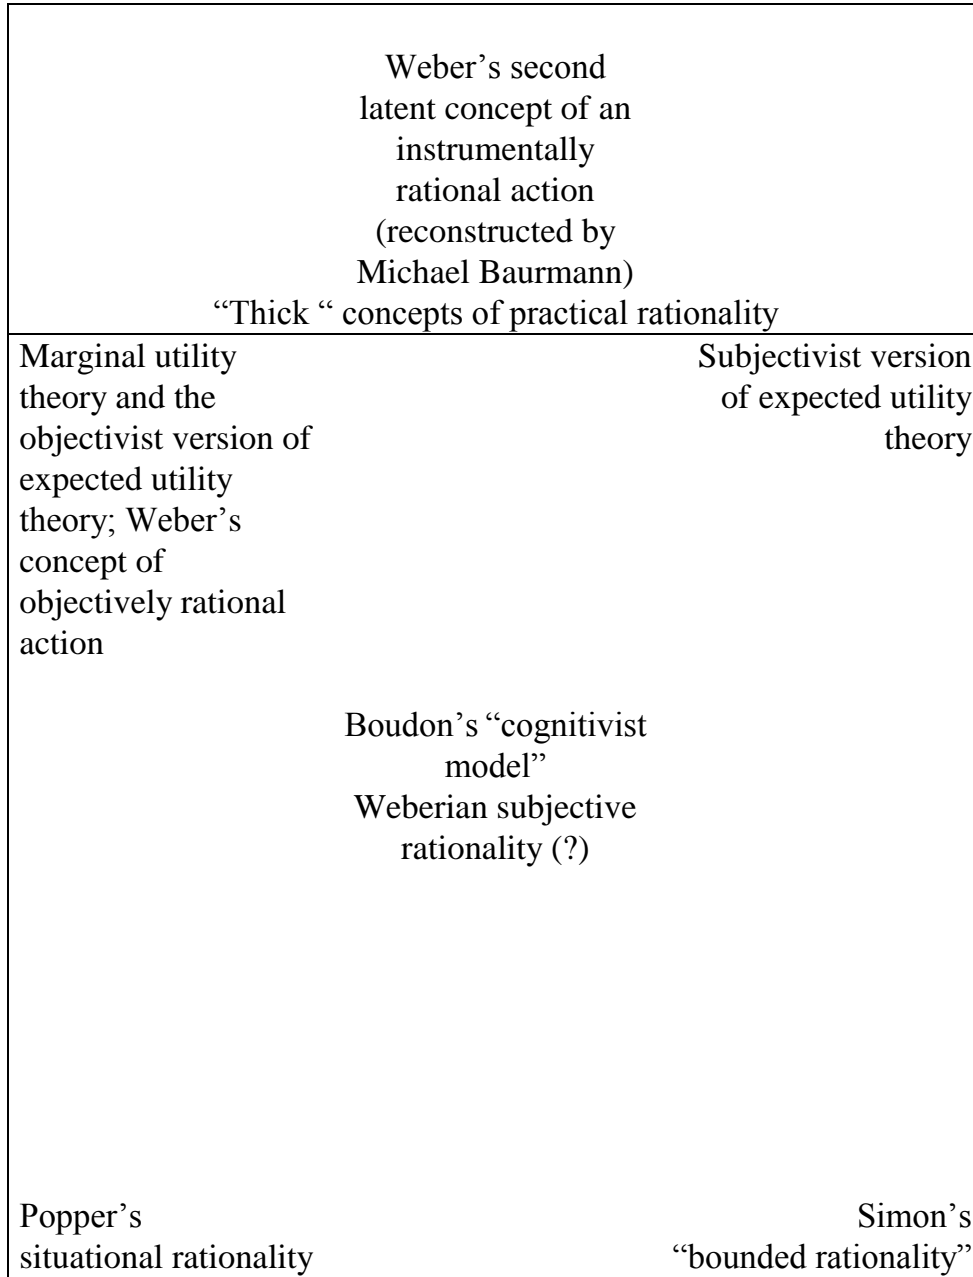 Weber’s second
latent concept of an
instrumentally
rational action
(reconstructed by
Michael Baurmann)
“Thick “ concepts of practical rationality
Marginal utility
theory and the
objectivist version of
expected utility
theory; Weber’s
concept of
objectively rational
action
Subjectivist version
of expected utility
theory
Boudon’s “cognitivist
model”
Weberian subjective
rationality (?)
Popper’s
situational rationality
Simon’s
“bounded rationality”